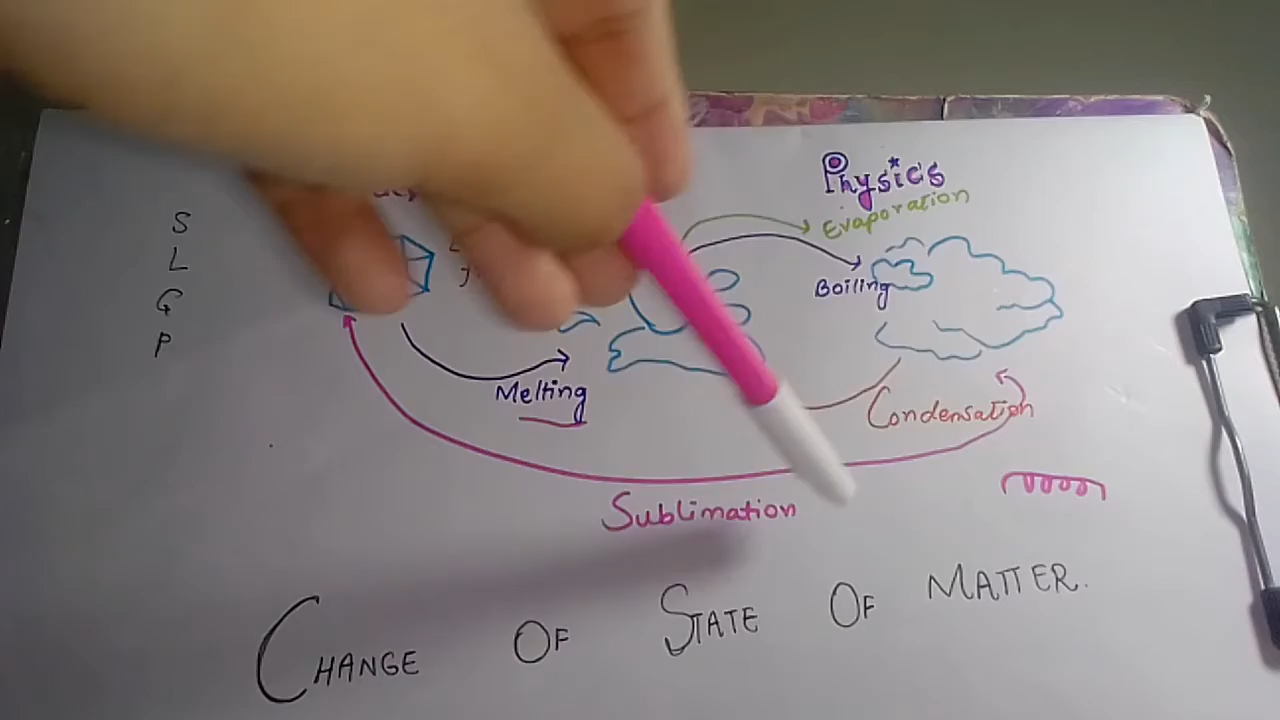 Physics
Evaporation
S
L
G
P
Boiling
Melting
Condensation
Sublimation
CHANGE OF STATE OF MATTER.